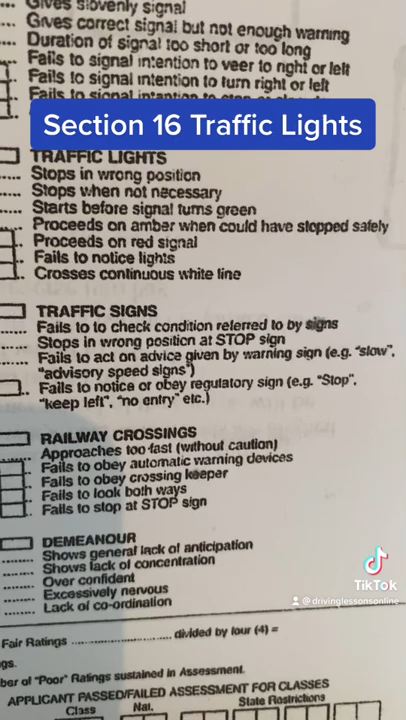 Gives slovenly signal
Gives correct signal but not enough warning
Duration of signal too short or too long
Fails to signal intention to veer to right or left
Fails to signal intention to turn right or left
Fails to signal intention to stop
Section 16 Traffic Lights
TRAFFIC LIGHTS
Stops in wrong position
Stops when not necessary
Starts before signal turns green
Proceeds on amber when could have stopped safely
Proceeds on red signal
Fails to notice lights
Crosses continuous white line
TRAFFIC SIGNS
Fails to to check condition referred to by signs
Stops in wrong position at STOP sign
Fails to act on advice given by warning sign (e.g. "slow",
"advisory speed signs")
Fails to notice or obey regulatory sign (e.g. "Stop",
"keep left", "no entry" etc.)
RAILWAY CROSSINGS
Approaches too fast (without caution)
Fails to obey automatic warning devices
Fails to obey crossing keeper
Fails to look both ways
Fails to stop at STOP sign
DEMEANOUR
Shows general lack of anticipation
Shows lack of concentration
Over confident
Excessively nervous
Lack of co-ordination
TikTok
@drivinglessonsonline
Fair Ratings .......................... divided by four (4) =
ngs.
ber of "Poor" Ratings sustained in Assessment.
APPLICANT PASSED/FAILED ASSESSMENT FOR CLASSES
Class Nat. State Restrictions